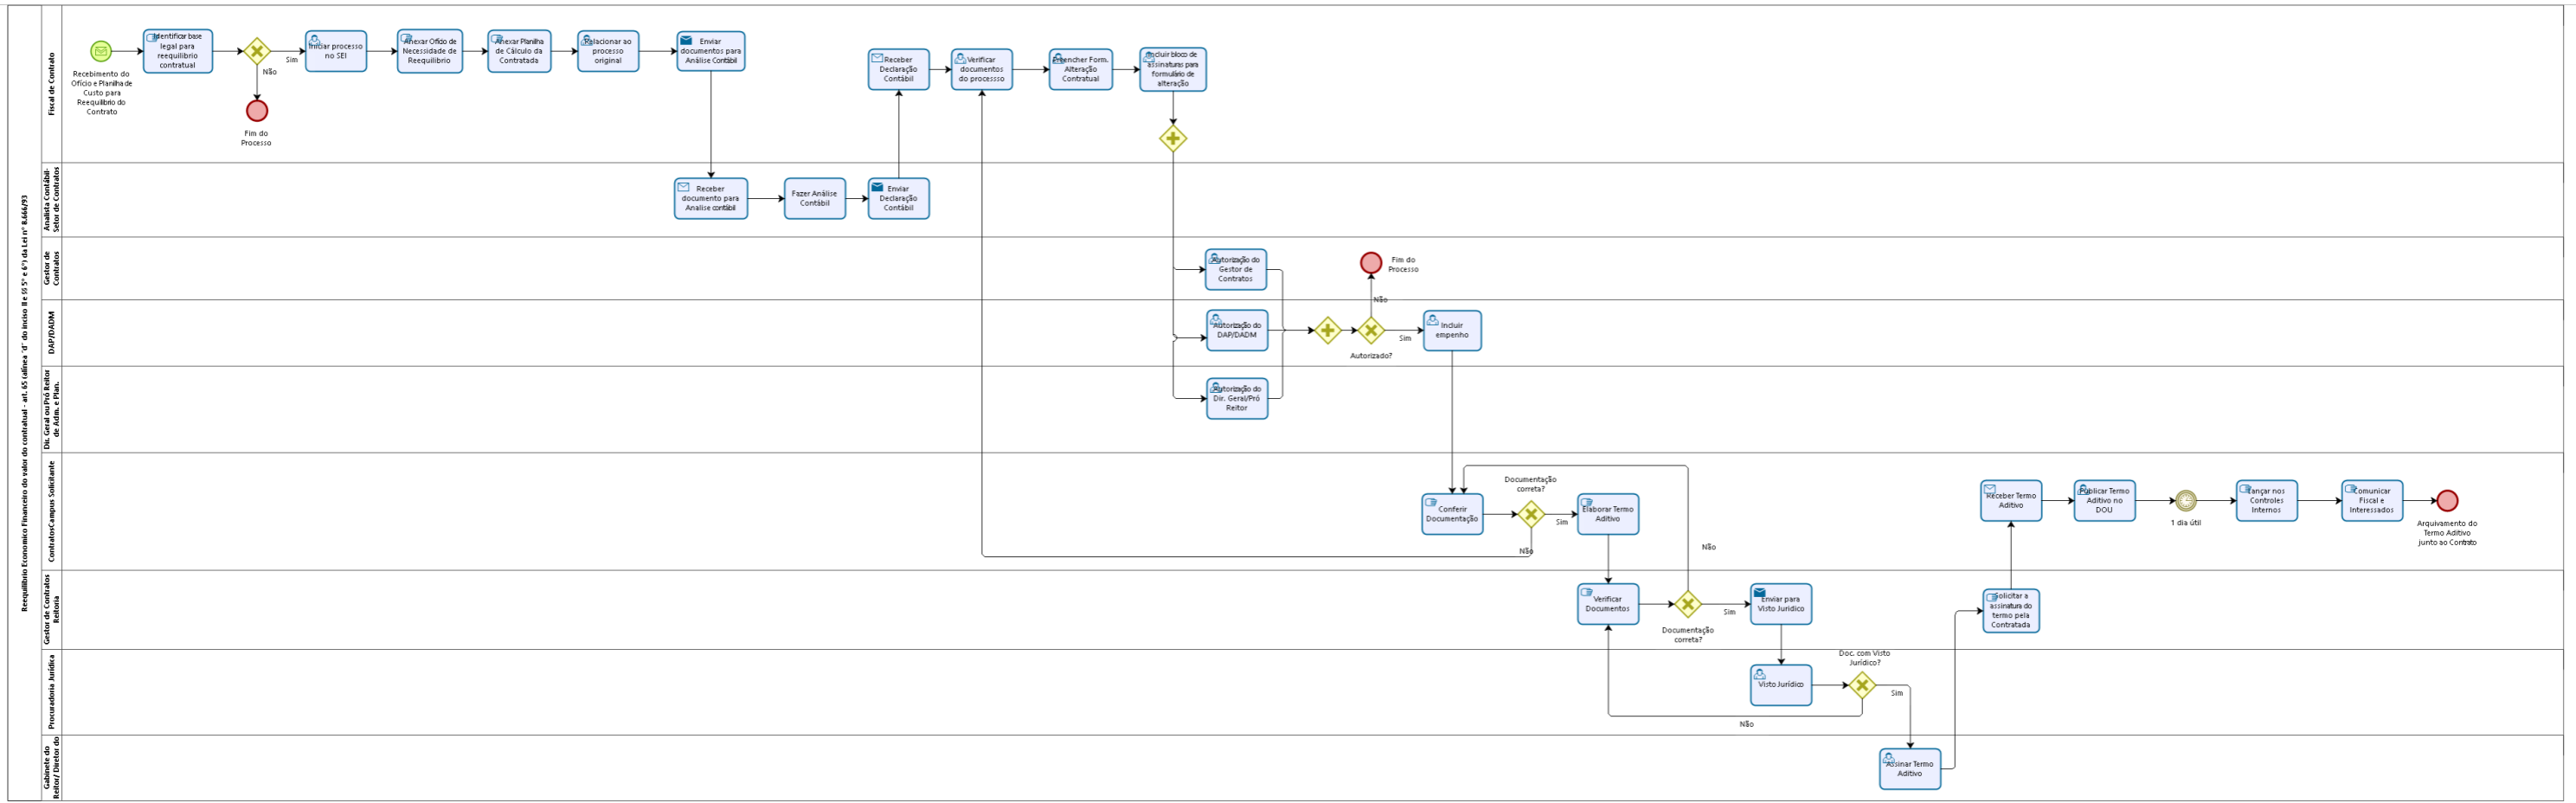 Reequilíbrio Economico Financeiro do valor do contratual - art. 65 (alínea "d" do inciso II e §§ 5º e 6º) da Lei nº 8.666/93
Fiscal de Contrato
Recebimento do
Ofício e Planilha de
Custo para
Reequilíbrio do
Contrato
Identificar base
legal para
reequilíbrio
contratual
Sim
Não
Fim do
Processo
Iniciar processo
no SEI
Anexar Ofício de
Necessidade de
Reequilíbrio
Anexar Planilha
de Cálculo da
Contratada
Relacionar ao
processo
original
Enviar
documentos para
Análise Contábil
Receber
Declaração
Contábil
Verificar
documentos
do processso
Preencher Form.
Alteração
Contratual
Incluir bloco de
assinaturas para
formulário de
alteração
Analista Contábil-
Setor de Contratos
Receber
documento para
Analise contábil
Fazer Análise
Contábil
Enviar
Declaração
Contábil
Gestor de
Contratos
Autorização do
Gestor de
Contratos
Fim do
Processo
Não
DAP/DADM
Autorização do
DAP/DADM
Autorizado?
Sim
Incluir
empenho
Dir. Geral ou Pró Reitor
de Adm. e Plan.
Autorização do
Dir. Geral/Pró
Reitor
Contratos Campus Solicitante
Conferir
Documentação
Documentação
correta?
Sim
Não
Elaborar Termo
Aditivo
Não
Receber Termo
Aditivo
Publicar Termo
Aditivo no
DOU
1 dia útil
Lançar nos
Controles
Internos
Comunicar
Fiscal e
Interessados
Arquivamento do
Termo Aditivo
junto ao Contrato
Gestor de Contratos
Reitoria
Verificar
Documentos
Documentação
correta?
Sim
Enviar para
Visto Jurídico
Solicitar a
assinatura do
termo pela
Contratada
Procuradoria Jurídica
Visto Jurídico
Doc. com Visto
Jurídico?
Sim
Não
Gabinete do
Reitor/ Diretor do
Assinar Termo
Aditivo